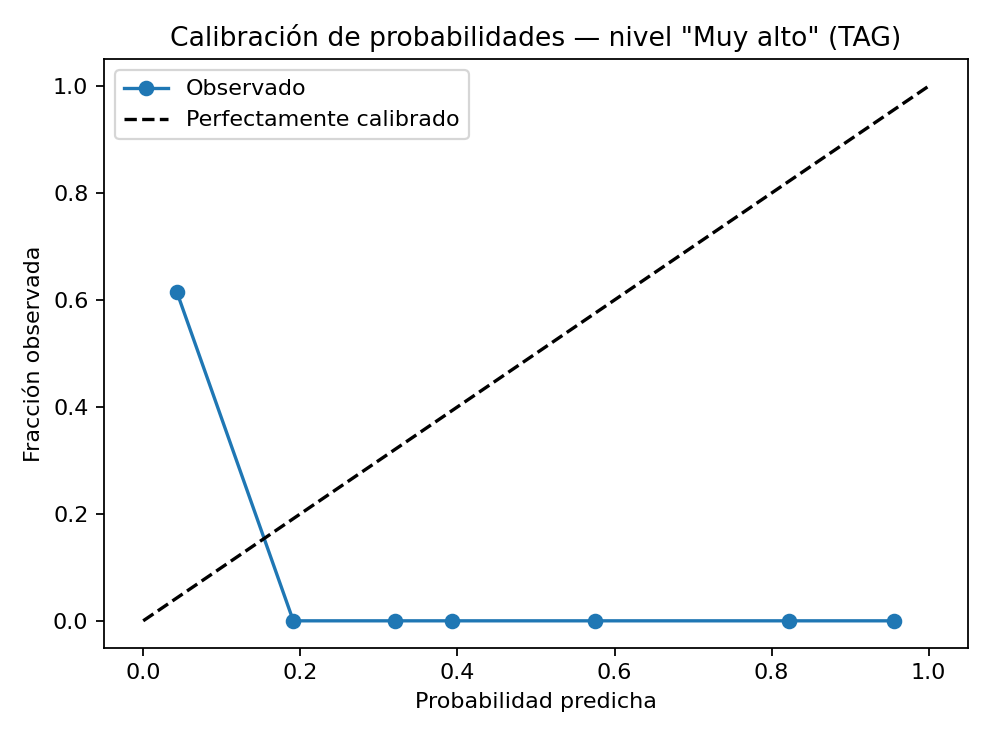 Calibración de probabilidades — nivel "Muy alto" (TAG)
Observado
Perfectamente calibrado
Fracción observada
1.0
0.8
0.6
0.4
0.2
0.0
0.0 0.2 0.4 0.6 0.8 1.0
Probabilidad predicha